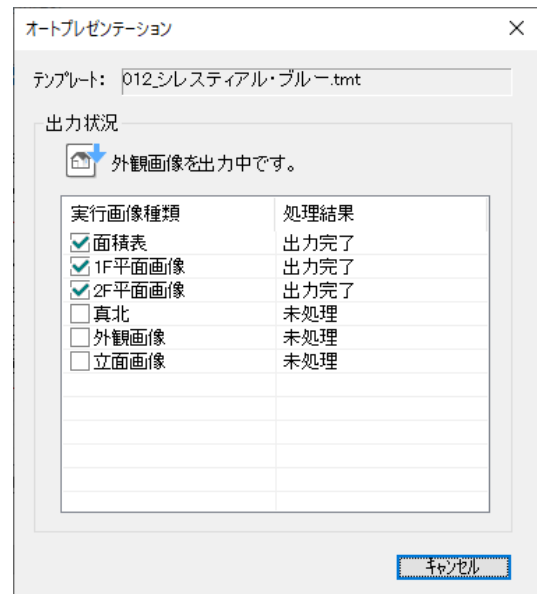 オートプレゼンテーション
テンプレート: 012_シレスティアル・ブルー.tmt
出力状況
外観画像を出力中です。
実行画像種類 処理結果
面積表 出力完了
1F平面画像 出力完了
2F平面画像 出力完了
真北 未処理
外観画像 未処理
立面画像 未処理
キャンセル